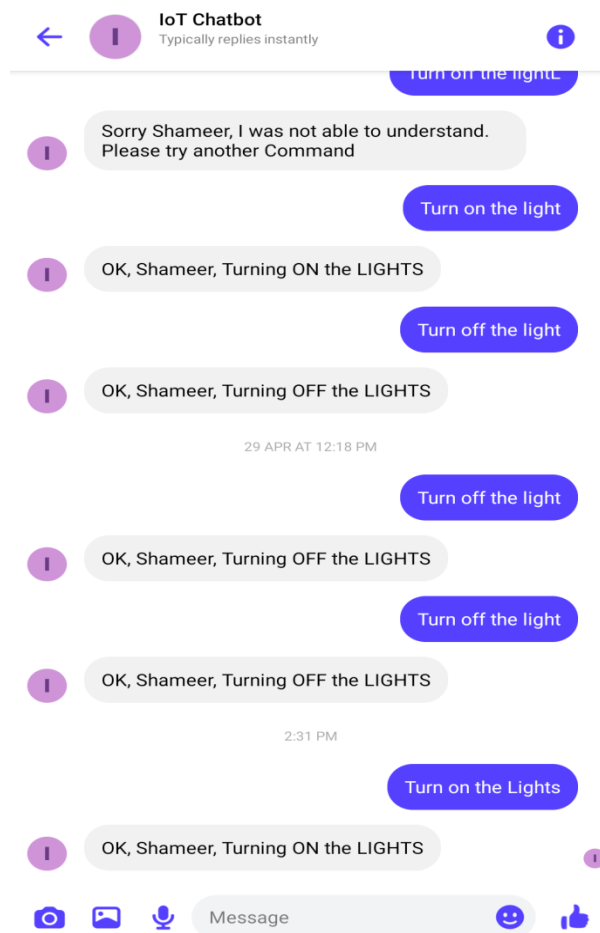 IoT Chatbot
I
Typically replies instantly
Turn off the lightL
Sorry Shameer, I was not able to understand.
Please try another Command
I
Turn on the light
OK, Shameer, Turning ON the LIGHTS
I
Turn off the light
OK, Shameer, Turning OFF the LIGHTS
I
29 APR AT 12:18 PM
Turn off the light
OK, Shameer, Turning OFF the LIGHTS
I
Turn off the light
OK, Shameer, Turning OFF the LIGHTS
I
2:31 PM
Turn on the Lights
OK, Shameer, Turning ON the LIGHTS
I
I
Message